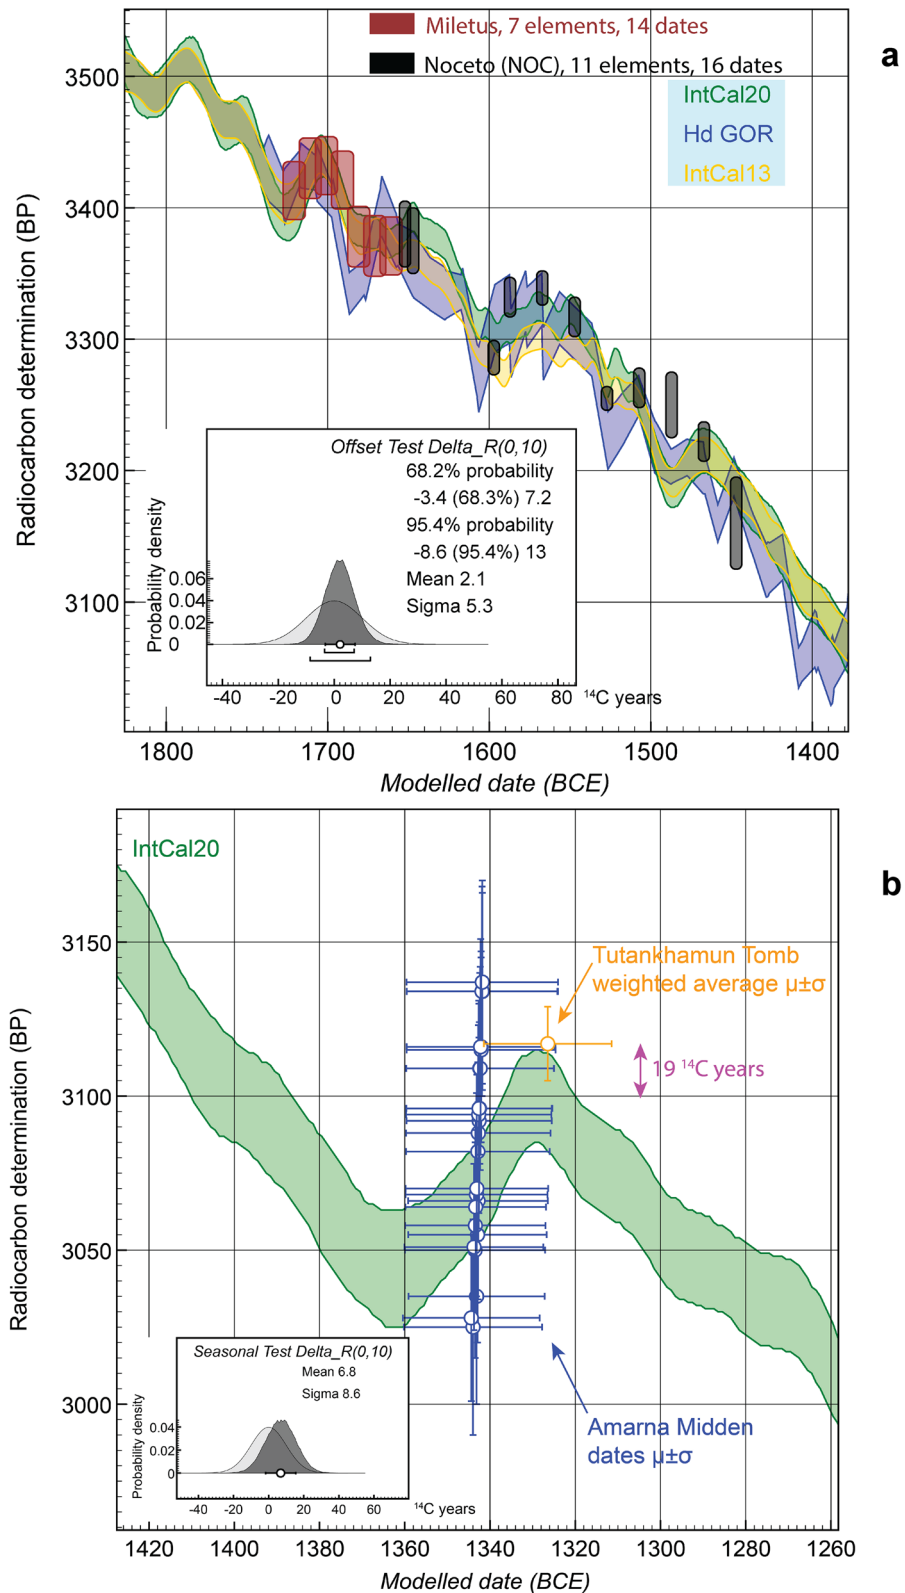 Miletus, 7 elements, 14 dates
Noceto (NOC), 11 elements, 16 dates
a
IntCal20
Hd GOR
IntCal13
3500
3400
3300
3200
3100
Radiocarbon determination (BP)
Offset Test Delta_R(0,10)
68.2% probability
-3.4 (68.3%) 7.2
95.4% probability
-8.6 (95.4%) 13
Mean 2.1
Sigma 5.3
Probability density
0.06
0.04
0.02
0
-40 -20 0 20 40 60 80 ¹⁴C years
1800 1700 1600 1500 1400
Modelled date (BCE)
b
IntCal20
3150
3100
3050
3000
Radiocarbon determination (BP)
Tutankhamun Tomb
weighted average µ±σ
19 ¹⁴C years
Amarna Midden
dates µ±σ
Seasonal Test Delta_R(0,10)
Mean 6.8
Sigma 8.6
Probability density
0.04
0.02
0
-40 -20 0 20 40 60 ¹⁴C years
1420 1400 1380 1360 1340 1320 1300 1280 1260
Modelled date (BCE)